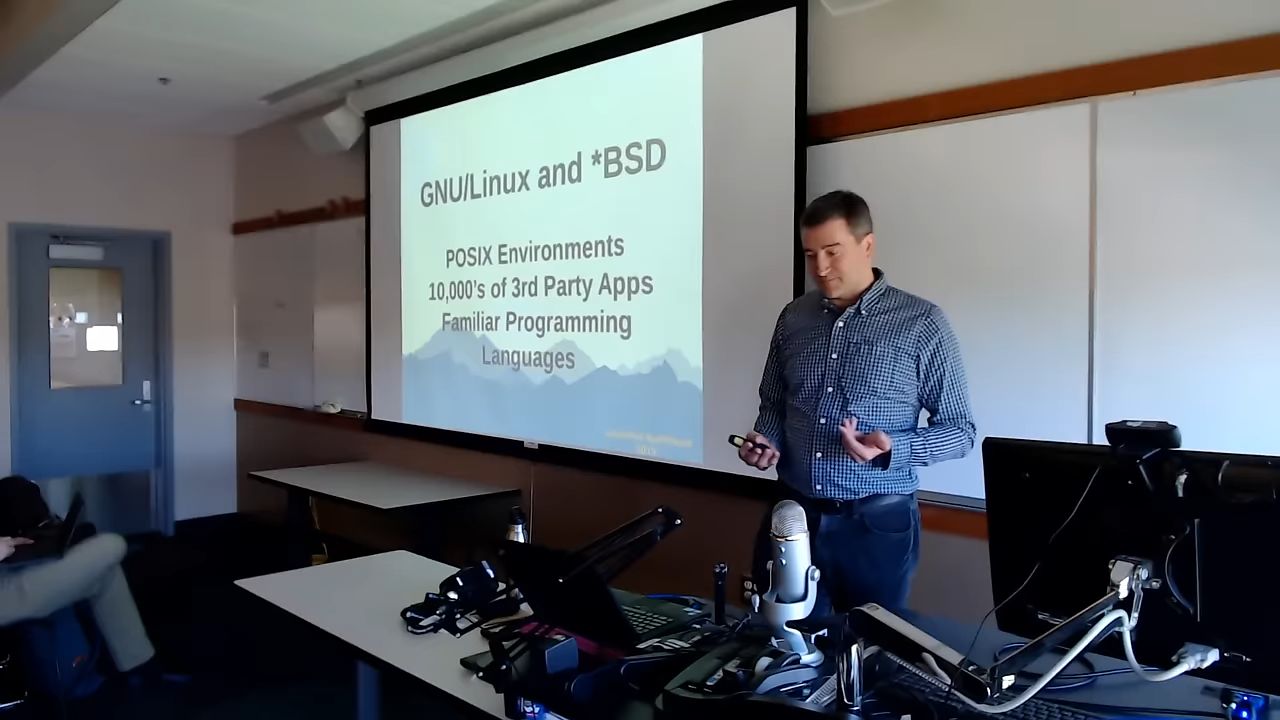 GNU/Linux and *BSD
POSIX Environments
10,000's of 3rd Party Apps
Familiar Programming
Languages